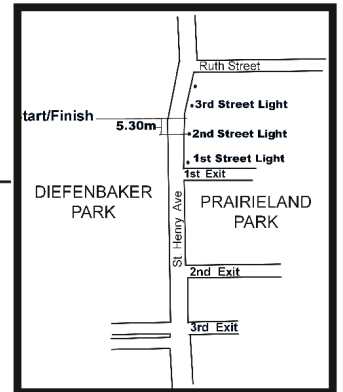 Ruth Street
3rd Street Light
tart/Finish
5.30m
2nd Street Light
1st Street Light
1st Exit
DIEFENBAKER
PARK
St. Henry Ave
PRAIRIELAND
PARK
2nd Exit
3rd Exit